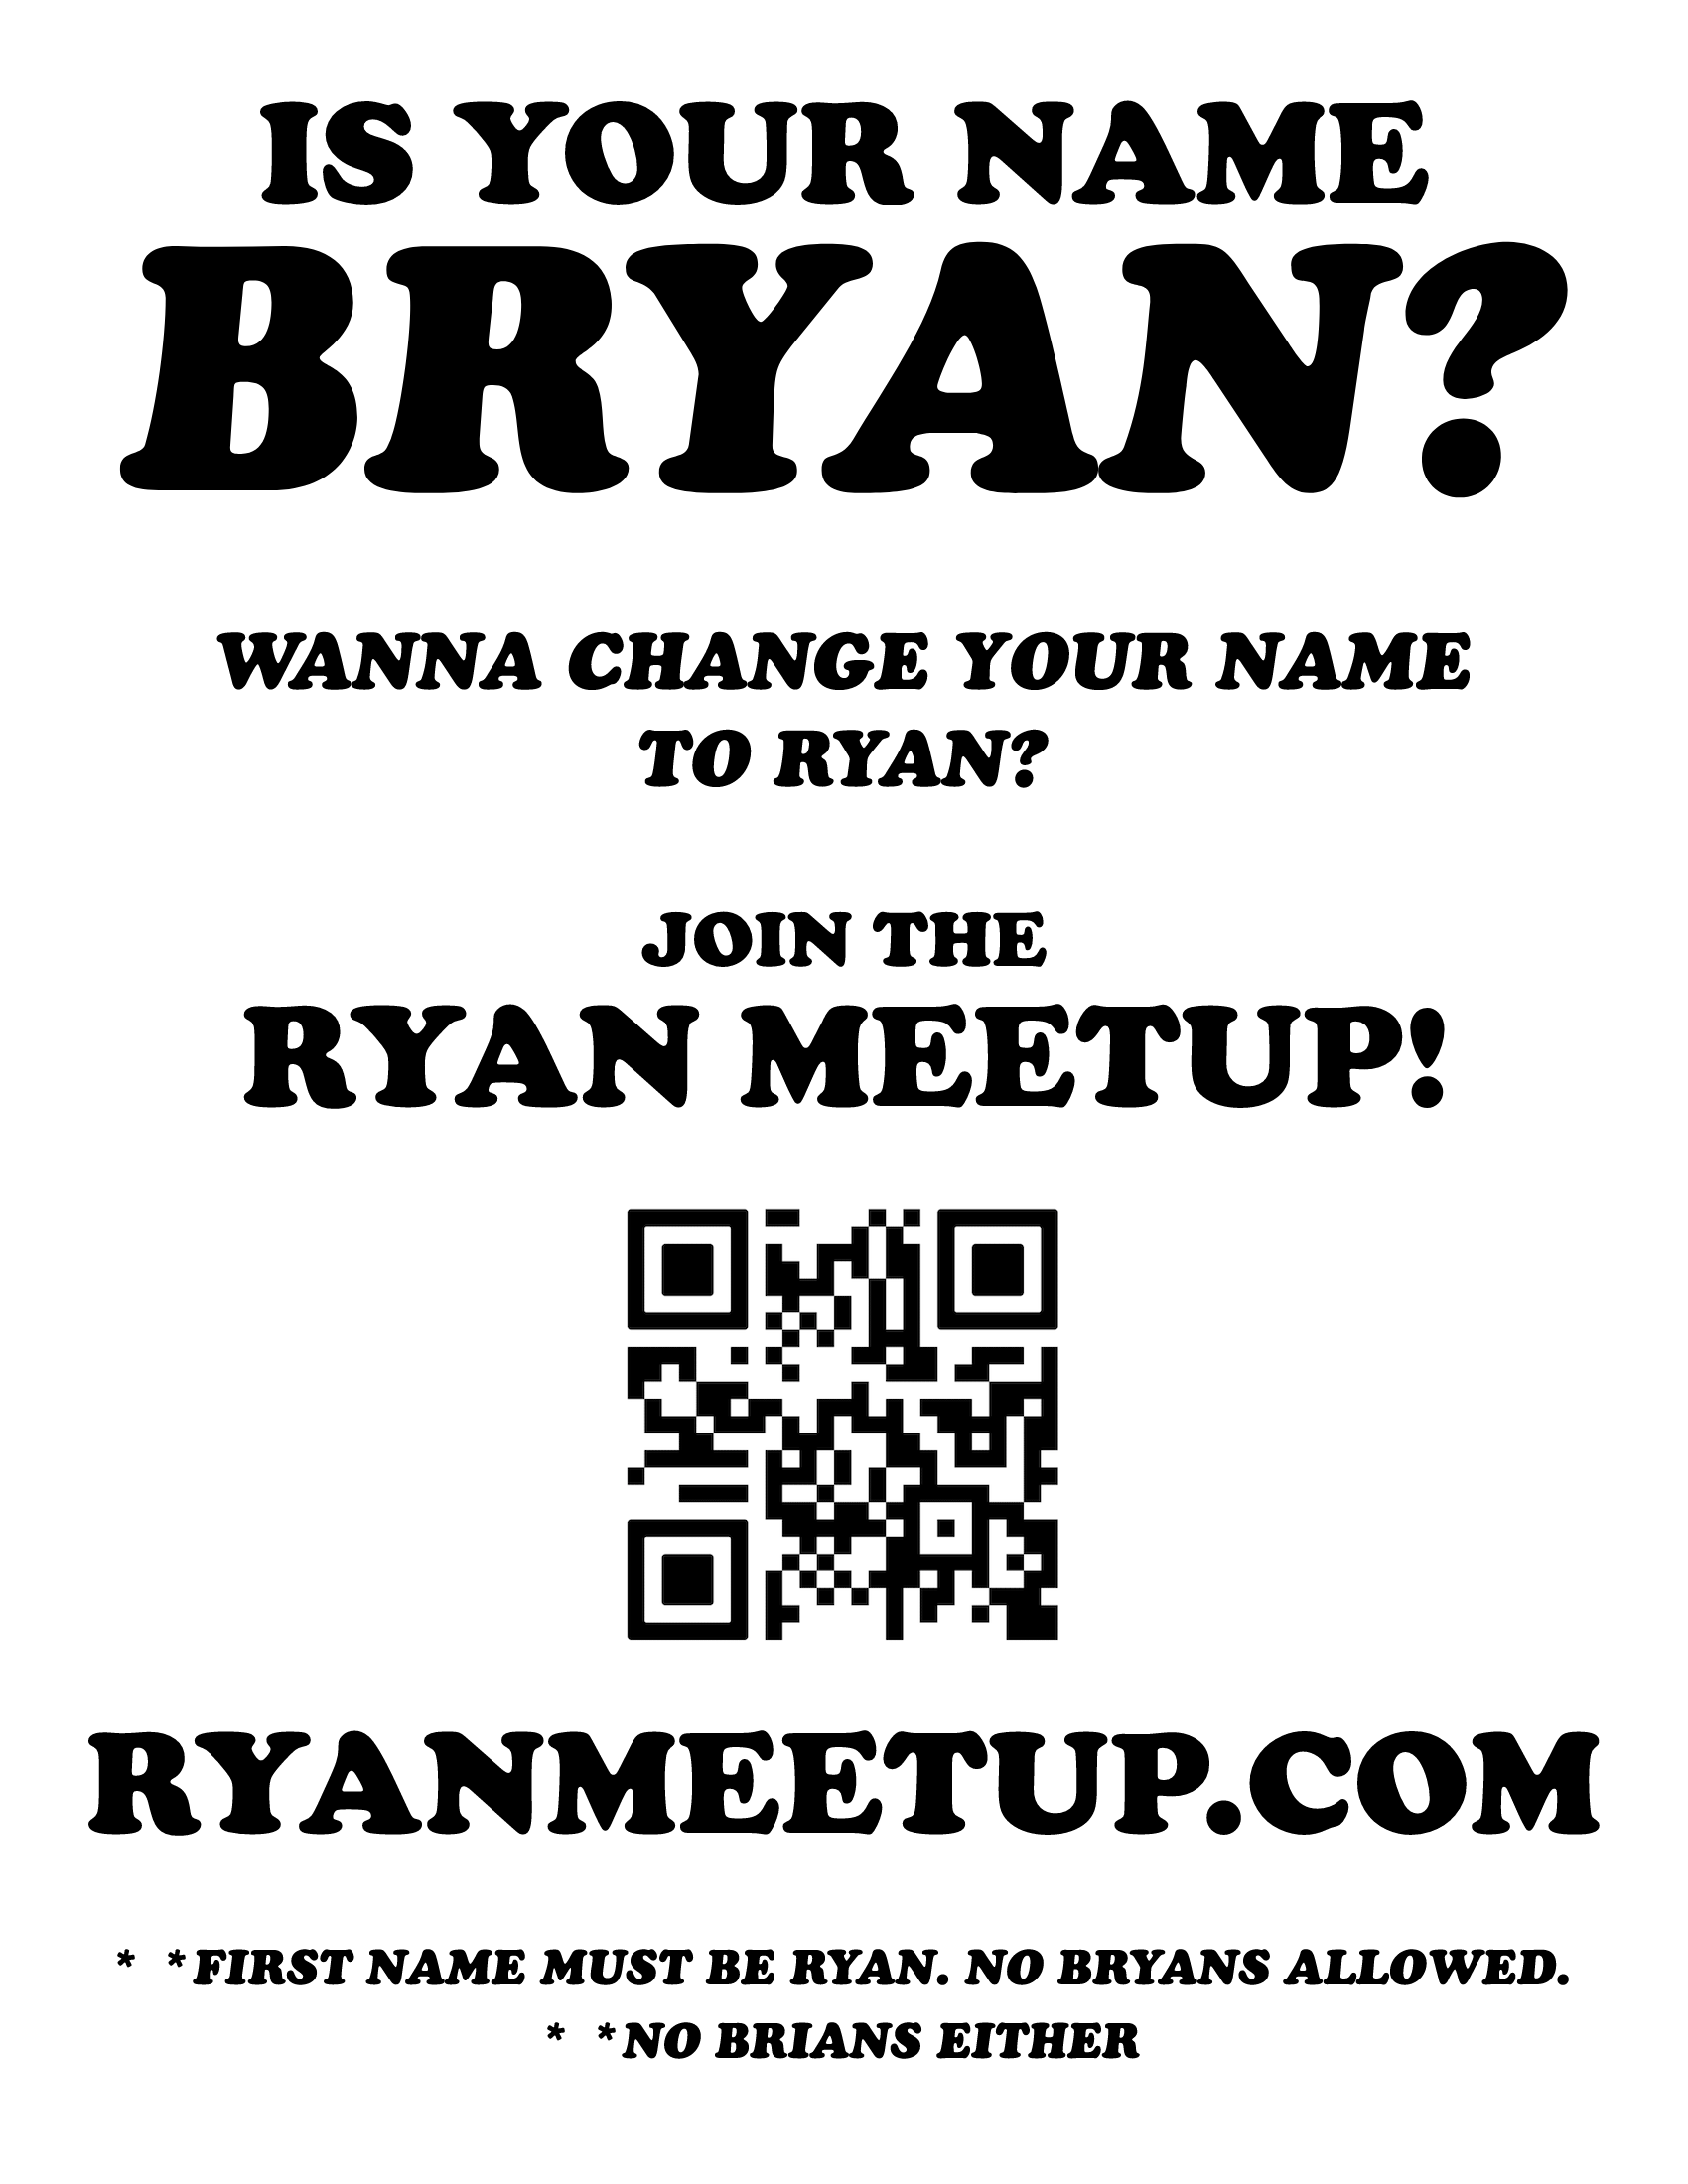 IS YOUR NAME
BRYAN?
WANNA CHANGE YOUR NAME
TO RYAN?
JOIN THE
RYAN MEETUP!
RYANMEETUP.COM
* *FIRST NAME MUST BE RYAN. NO BRYANS ALLOWED.
* *NO BRIANS EITHER